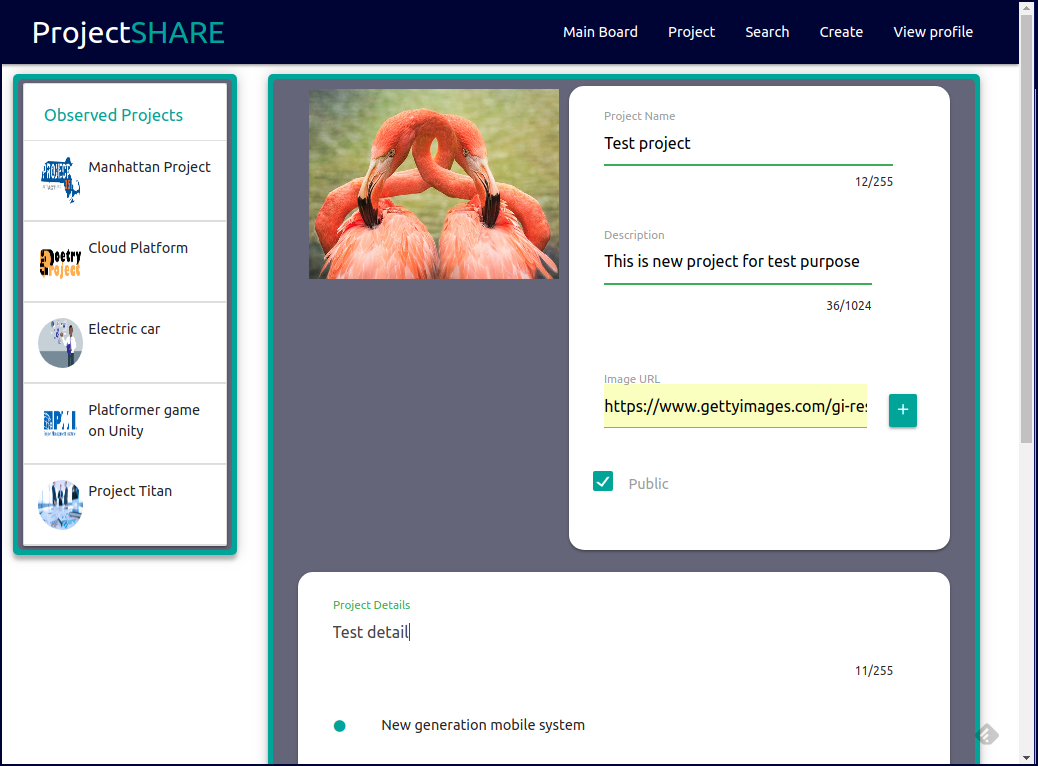 ProjectSHARE
Main Board
Project
Search
Create
View profile
Observed Projects
Manhattan Project
Cloud Platform
Poetry
Project
Electric car
Platformer game
on Unity
Project Titan
Project Name
Test project
12/255
Description
This is new project for test purpose
36/1024
Image URL
https://www.gettyimages.com/gi-res
+
Public
Project Details
Test detail
11/255
New generation mobile system